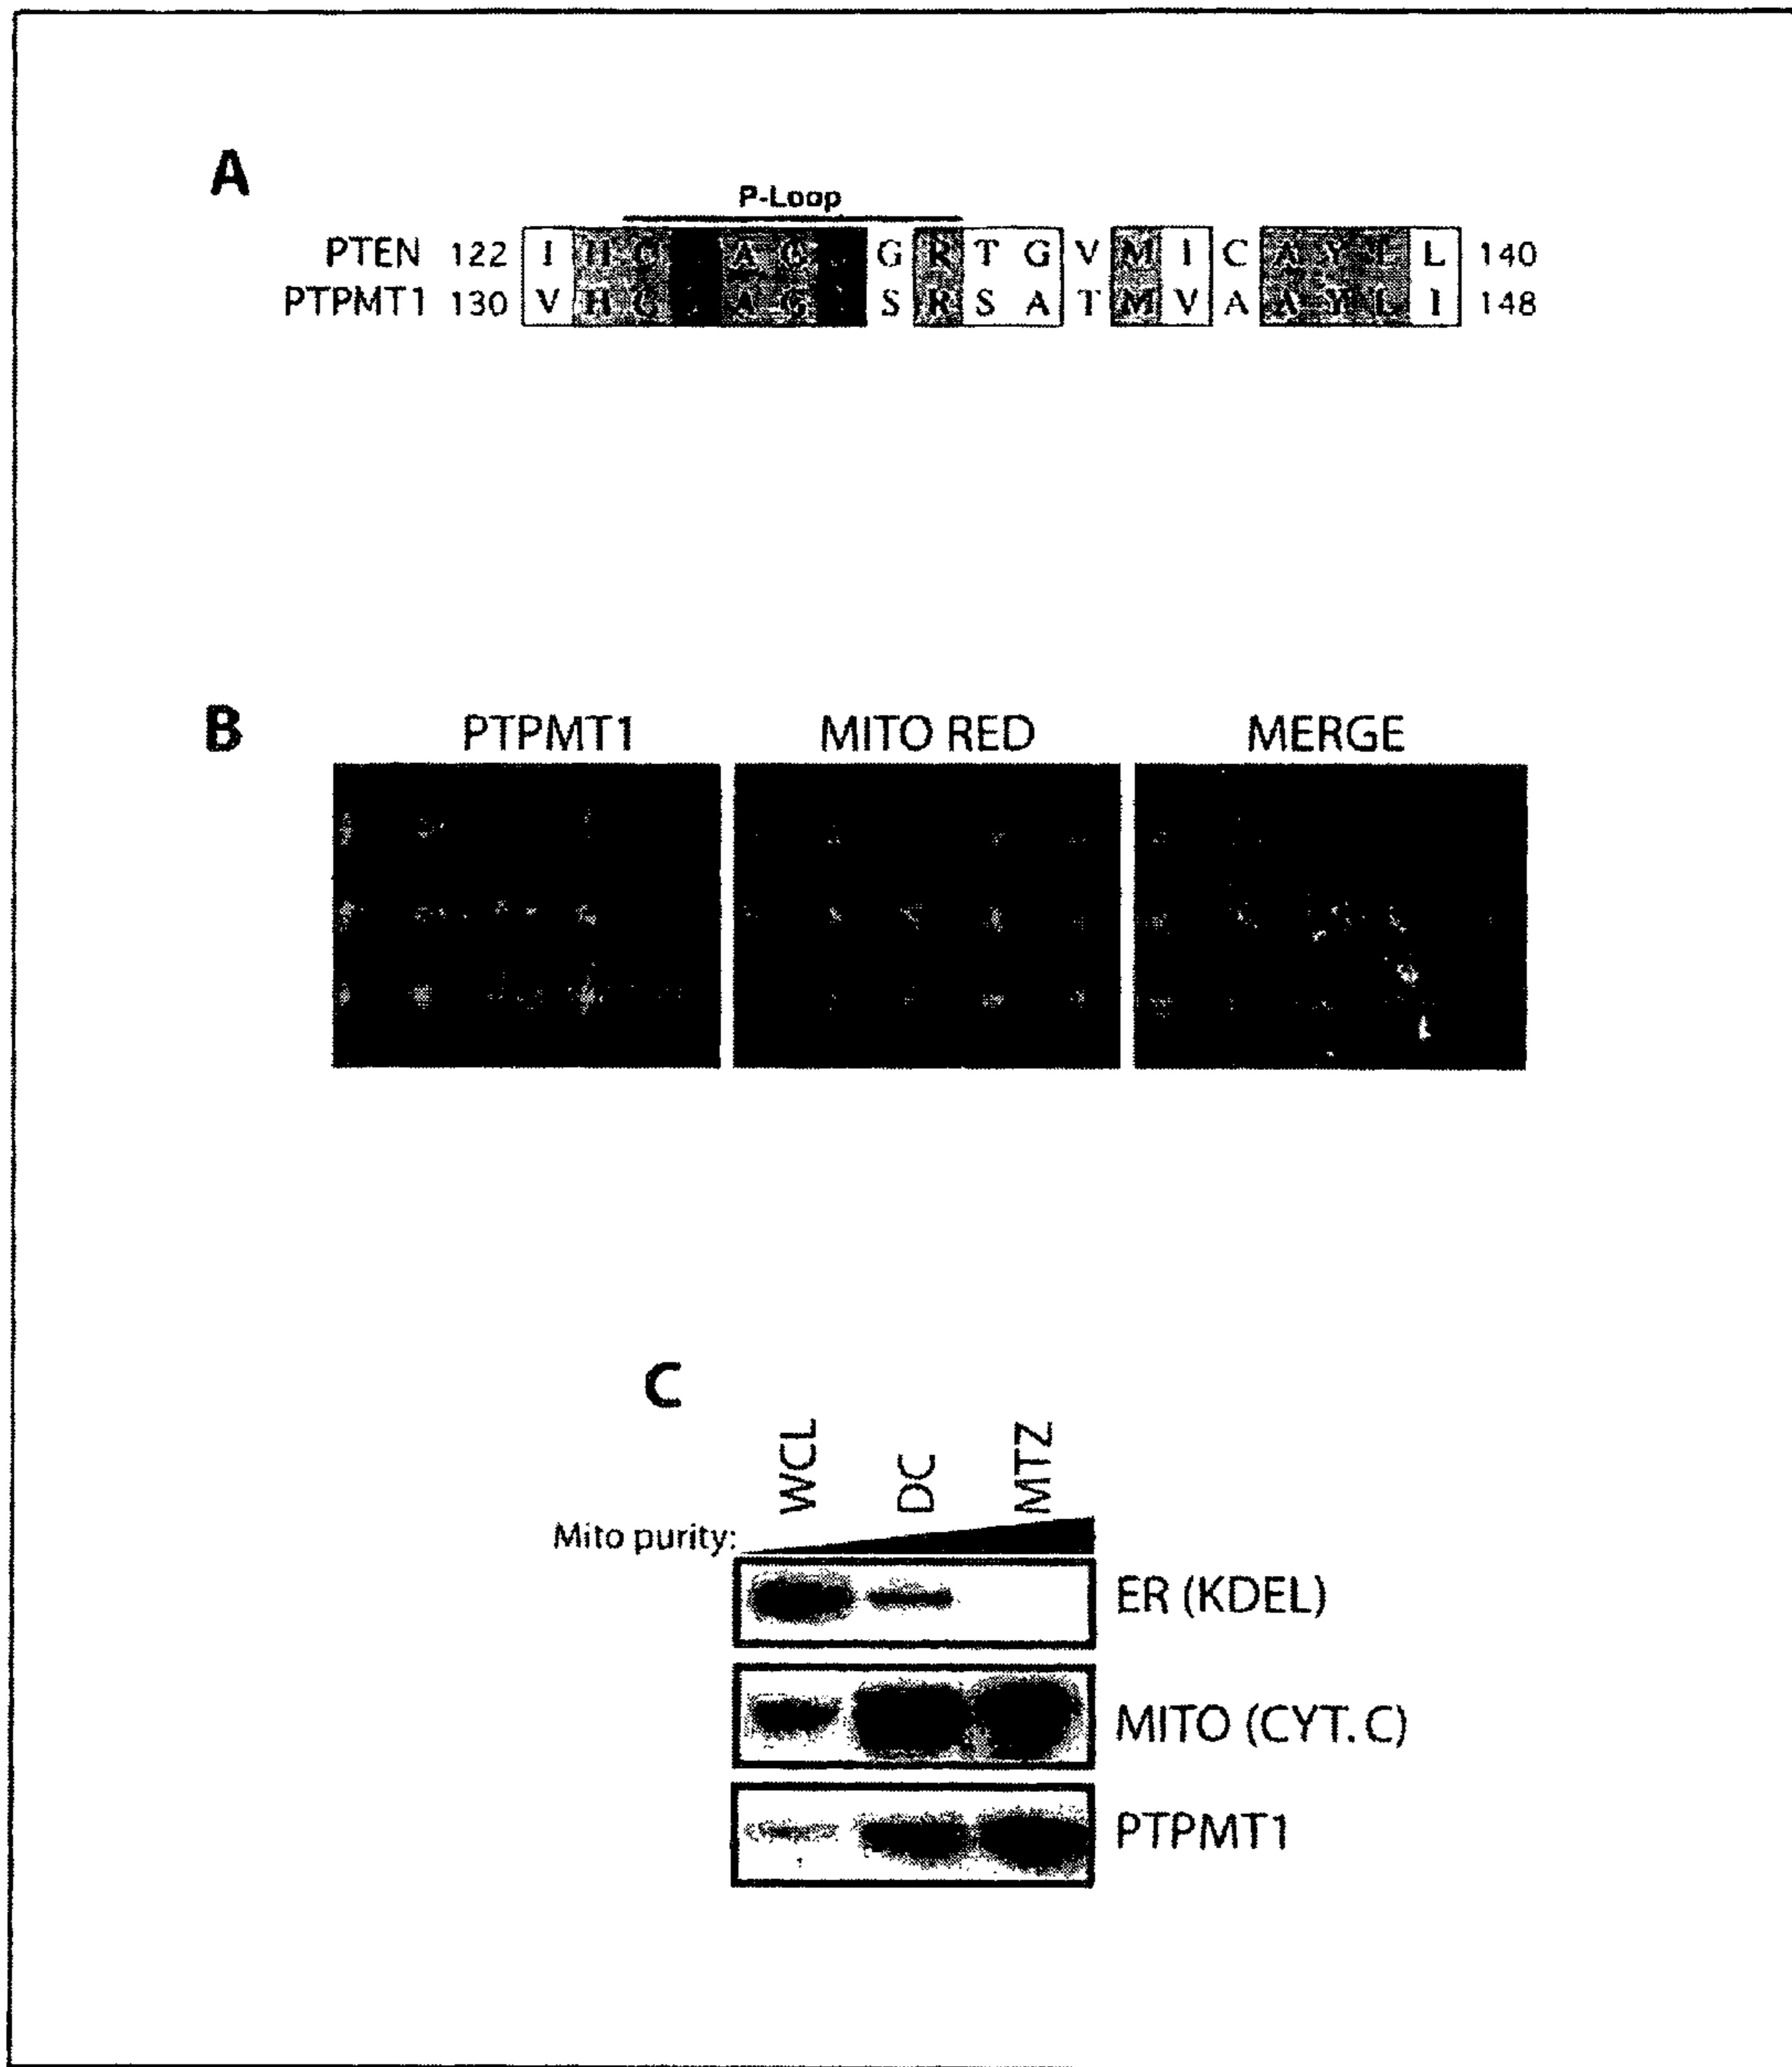 A
P-Loop
PTEN 122 I H C A G G R T G V M I C A Y L L 140
PTPMT1 130 V H C A G S R S A T M V A A Y L I 148
B
PTPMT1 MITO RED MERGE
C
WCL DC MTZ
Mito purity:
ER (KDEL)
MITO (CYT. C)
PTPMT1